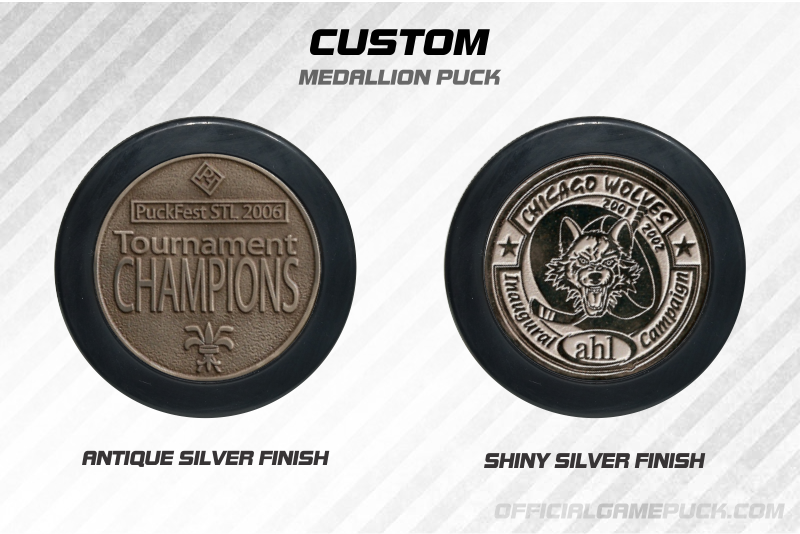 CUSTOM
MEDALLION PUCK
PuckFest STL 2006
Tournament
CHAMPIONS
CHICAGO WOLVES
2001 2002
Inaugural
ahl
Campaign
ANTIQUE SILVER FINISH
SHINY SILVER FINISH
OFFICIALGAMEPUCK.COM